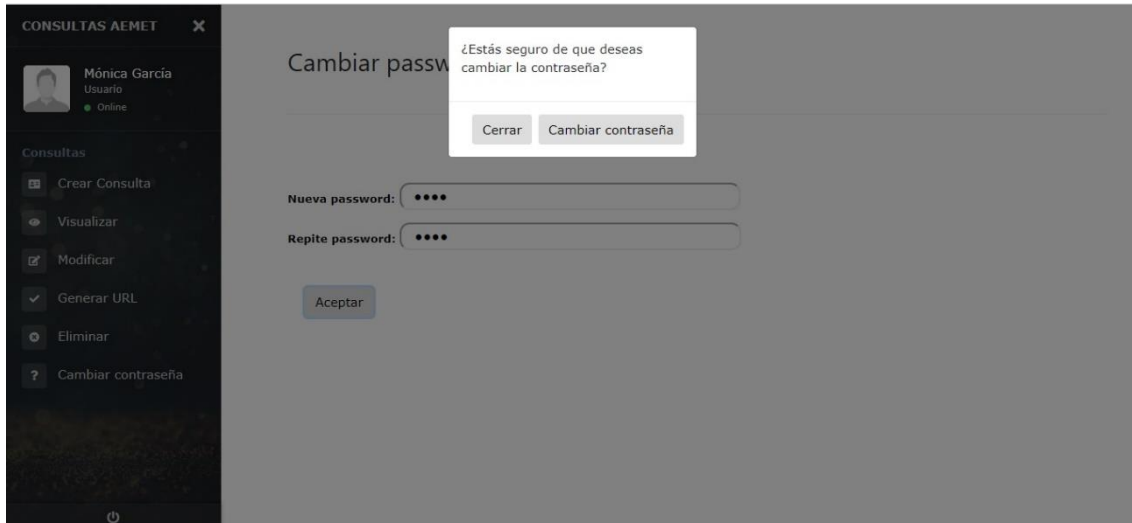 CONSULTAS AEMET
Mónica García
Usuario
Online
Consultas
Crear Consulta
Visualizar
Modificar
Generar URL
Eliminar
Cambiar contraseña
Cambiar passw
¿Estás seguro de que deseas
cambiar la contraseña?
Cerrar Cambiar contraseña
Nueva password:
Repite password:
Aceptar